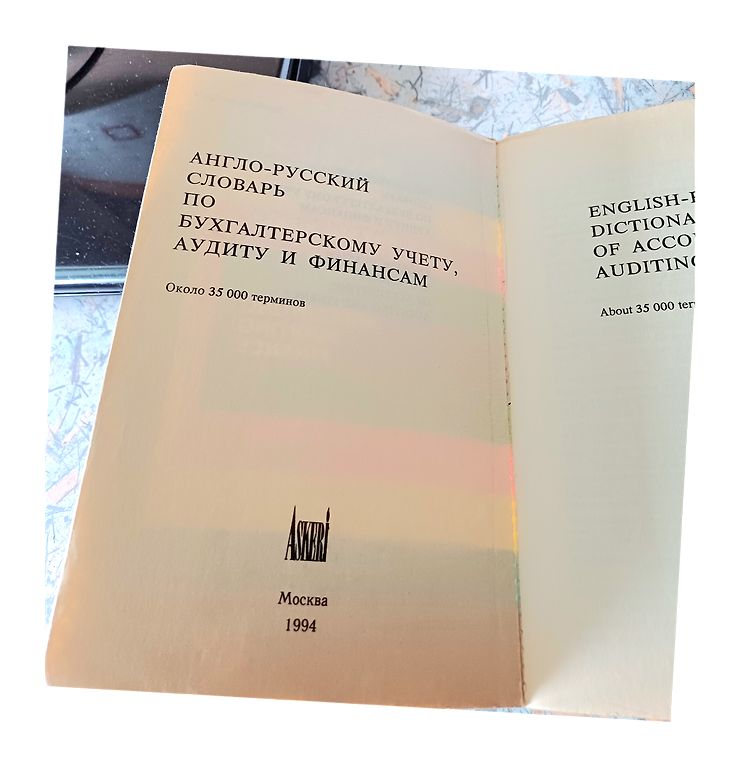 АНГЛО-РУССКИЙ
СЛОВАРЬ
ПО
БУХГАЛТЕРСКОМУ УЧЕТУ,
АУДИТУ И ФИНАНСАМ
Около 35 000 терминов
ASKERI
Москва
1994
ENGLISH-
DICTIONA
OF ACCO
AUDITING
About 35 000 ter